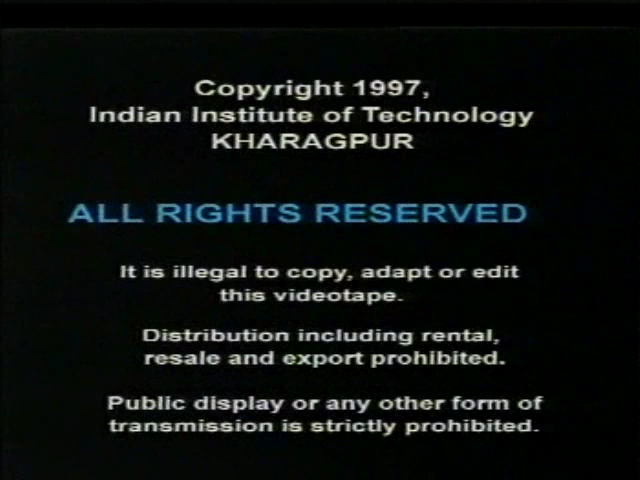 Copyright 1997,
Indian Institute of Technology
KHARAGPUR
ALL RIGHTS RESERVED
It is illegal to copy, adapt or edit
this videotape.
Distribution including rental,
resale and export prohibited.
Public display or any other form of
transmission is strictly prohibited.